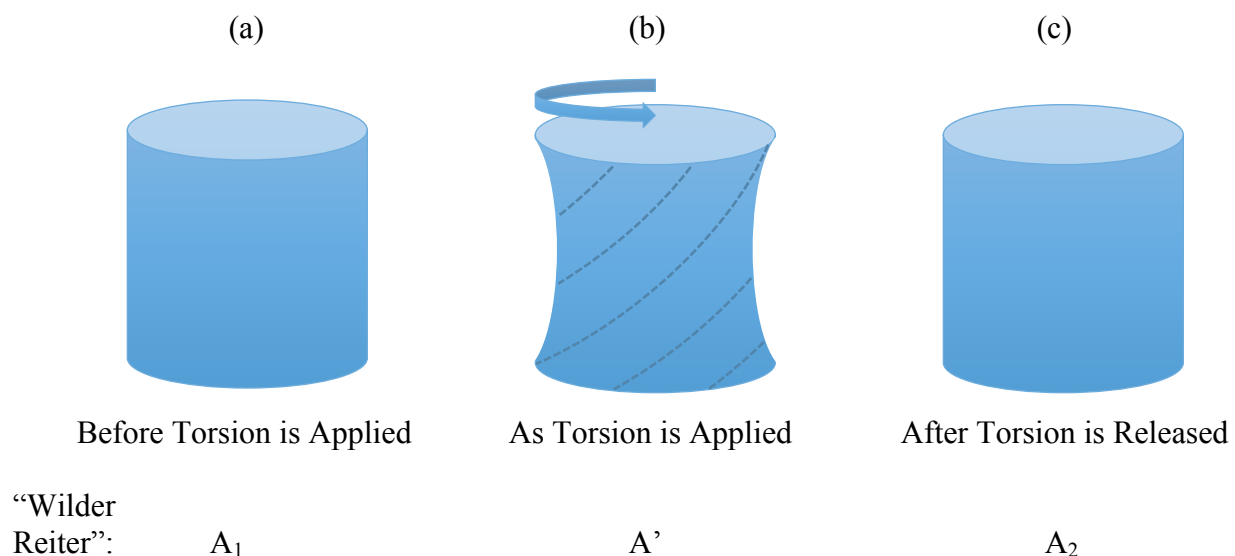 (a) (b) (c)
Before Torsion is Applied As Torsion is Applied After Torsion is Released
“Wilder
Reiter”: A₁ A’ A₂